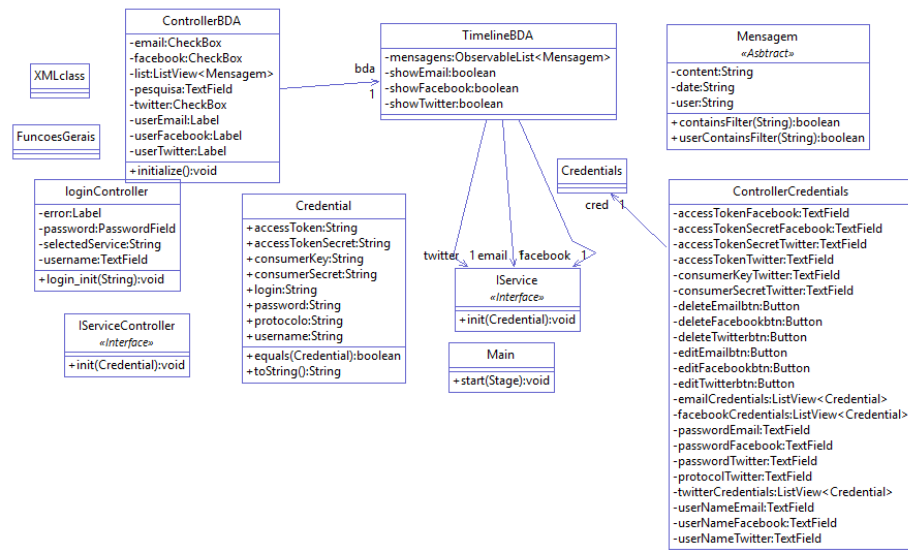 ControllerBDA
-email:CheckBox
-facebook:CheckBox
-list:ListView<Mensagem>
-pesquisa:TextField
-twitter:CheckBox
-userEmail:Label
-userFacebook:Label
-userTwitter:Label
+initialize():void
bda
1
TimelineBDA
-mensagens:ObservableList<Mensagem>
-showEmail:boolean
-showFacebook:boolean
-showTwitter:boolean
Mensagem
«Asbtract»
-content:String
-date:String
-user:String
+containsFilter(String):boolean
+userContainsFilter(String):boolean
XMLclass
FuncoesGerais
loginController
-error:Label
-password:PasswordField
-selectedService:String
-username:TextField
+login_init(String):void
IServiceController
«Interface»
+init(Credential):void
Credential
+accessToken:String
+accessTokenSecret:String
+consumerKey:String
+consumerSecret:String
+login:String
+password:String
+protocolo:String
+username:String
+equals(Credential):boolean
+toString():String
twitter 1 email 1 facebook 1
IService
«Interface»
+init(Credential):void
Main
+start(Stage):void
Credentials
cred 1
ControllerCredentials
-accessTokenFacebook:TextField
-accessTokenSecretFacebook:TextField
-accessTokenSecretTwitter:TextField
-accessTokenTwitter:TextField
-consumerKeyTwitter:TextField
-consumerSecretTwitter:TextField
-deleteEmailbtn:Button
-deleteFacebookbtn:Button
-deleteTwitterbtn:Button
-editEmailbtn:Button
-editFacebookbtn:Button
-editTwitterbtn:Button
-emailCredentials:ListView<Credential>
-facebookCredentials:ListView<Credential>
-passwordEmail:TextField
-passwordFacebook:TextField
-passwordTwitter:TextField
-protocolTwitter:TextField
-twitterCredentials:ListView<Credential>
-userNameEmail:TextField
-userNameFacebook:TextField
-userNameTwitter:TextField